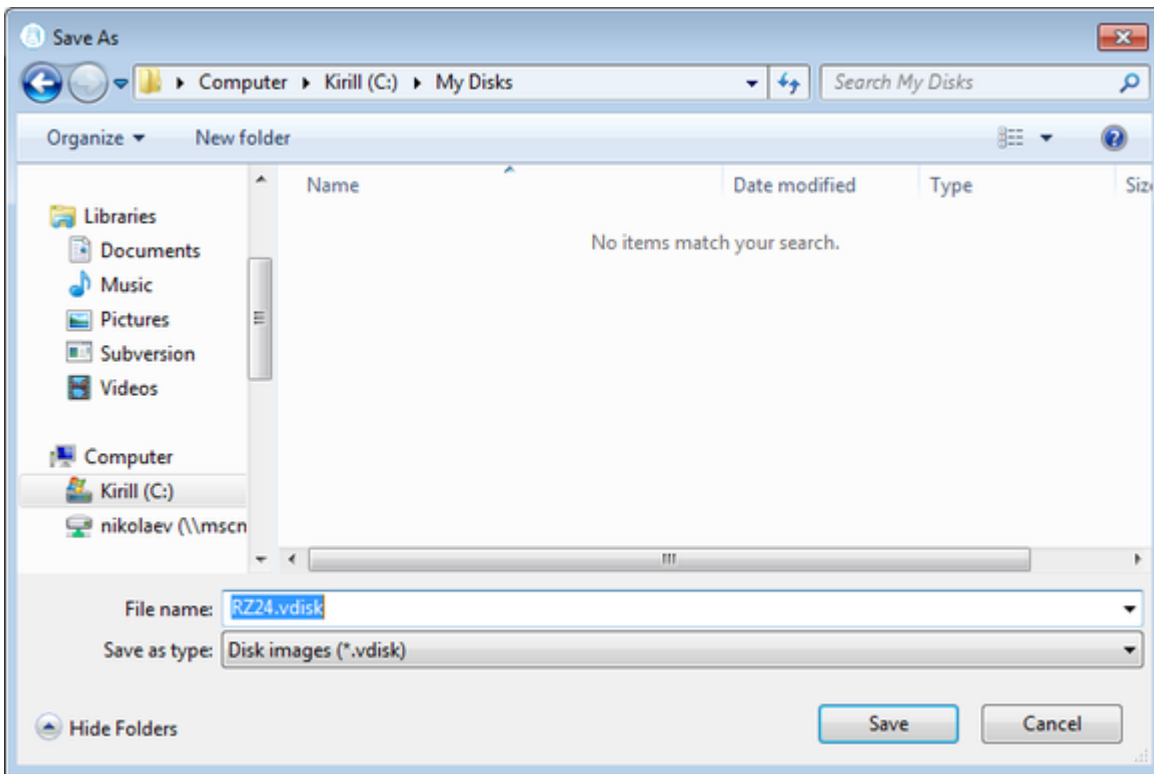 Save As
Computer Kirill (C:) My Disks Search My Disks
Organize New folder
Name Date modified Type Siz
No items match your search.
Libraries
Documents
Music
Pictures
Subversion
Videos
Computer
Kirill (C:)
nikolaev (\\mscn
File name: RZ24.vdisk
Save as type: Disk images (*.vdisk)
Hide Folders Save Cancel